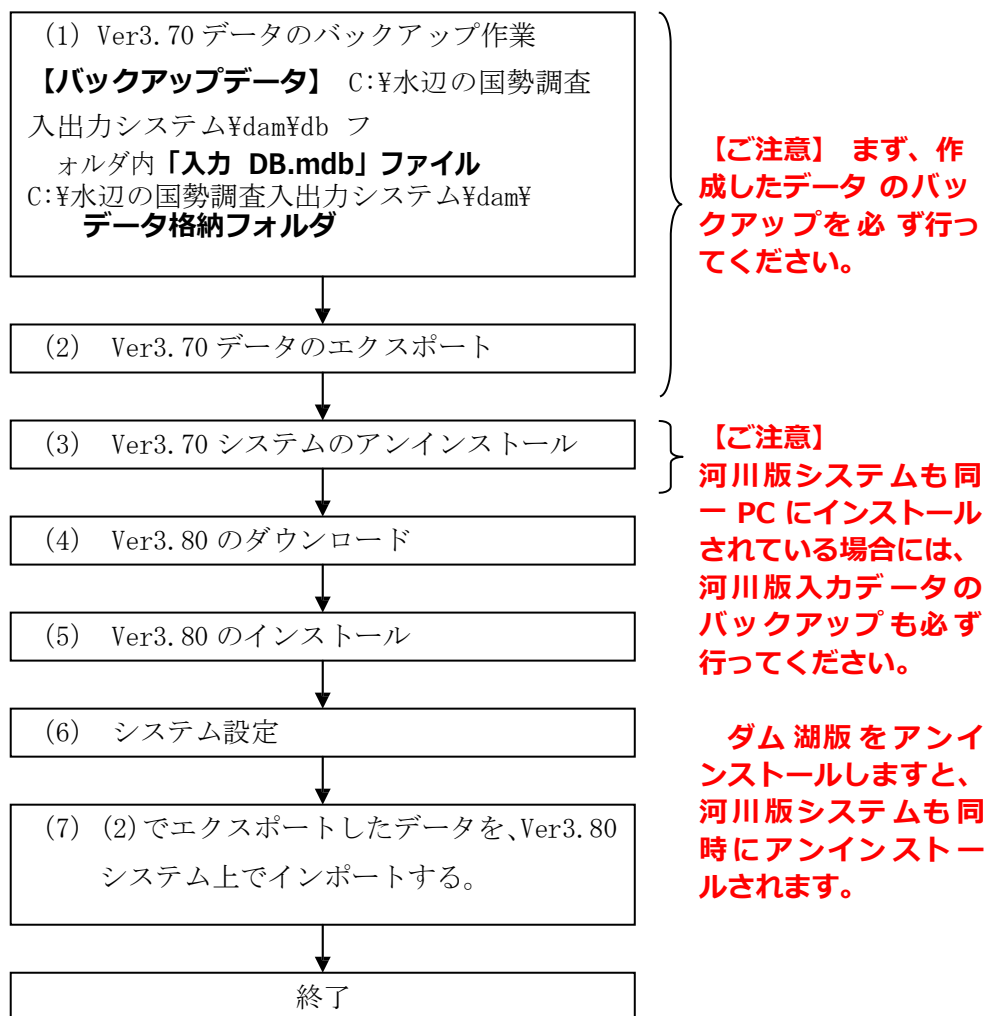 (1) Ver3.70 データのバックアップ作業
【バックアップデータ】 C:¥水辺の国勢調査
入出力システム¥dam¥db フ
ォルダ内「入力 DB.mdb」ファイル
C:¥水辺の国勢調査入出力システム¥dam¥
データ格納フォルダ
【ご注意】 まず、作
成したデータ のバッ
クアップを 必 ず行っ
てください。
(2) Ver3.70 データのエクスポート
(3) Ver3.70 システムのアンインストール
【ご注意】
河川版システムも同
一 PC にインストール
されている場合には、
河川版入力データの
バックアップ も必ず
行ってください。
(4) Ver3.80 のダウンロード
(5) Ver3.80 のインストール
(6) システム設定
ダム 湖版 をアンイ
ンストールしますと、
河川版システムも同
時にアンインストー
ルされます。
(7) (2)でエクスポートしたデータを、Ver3.80
システム上でインポートする。
終了